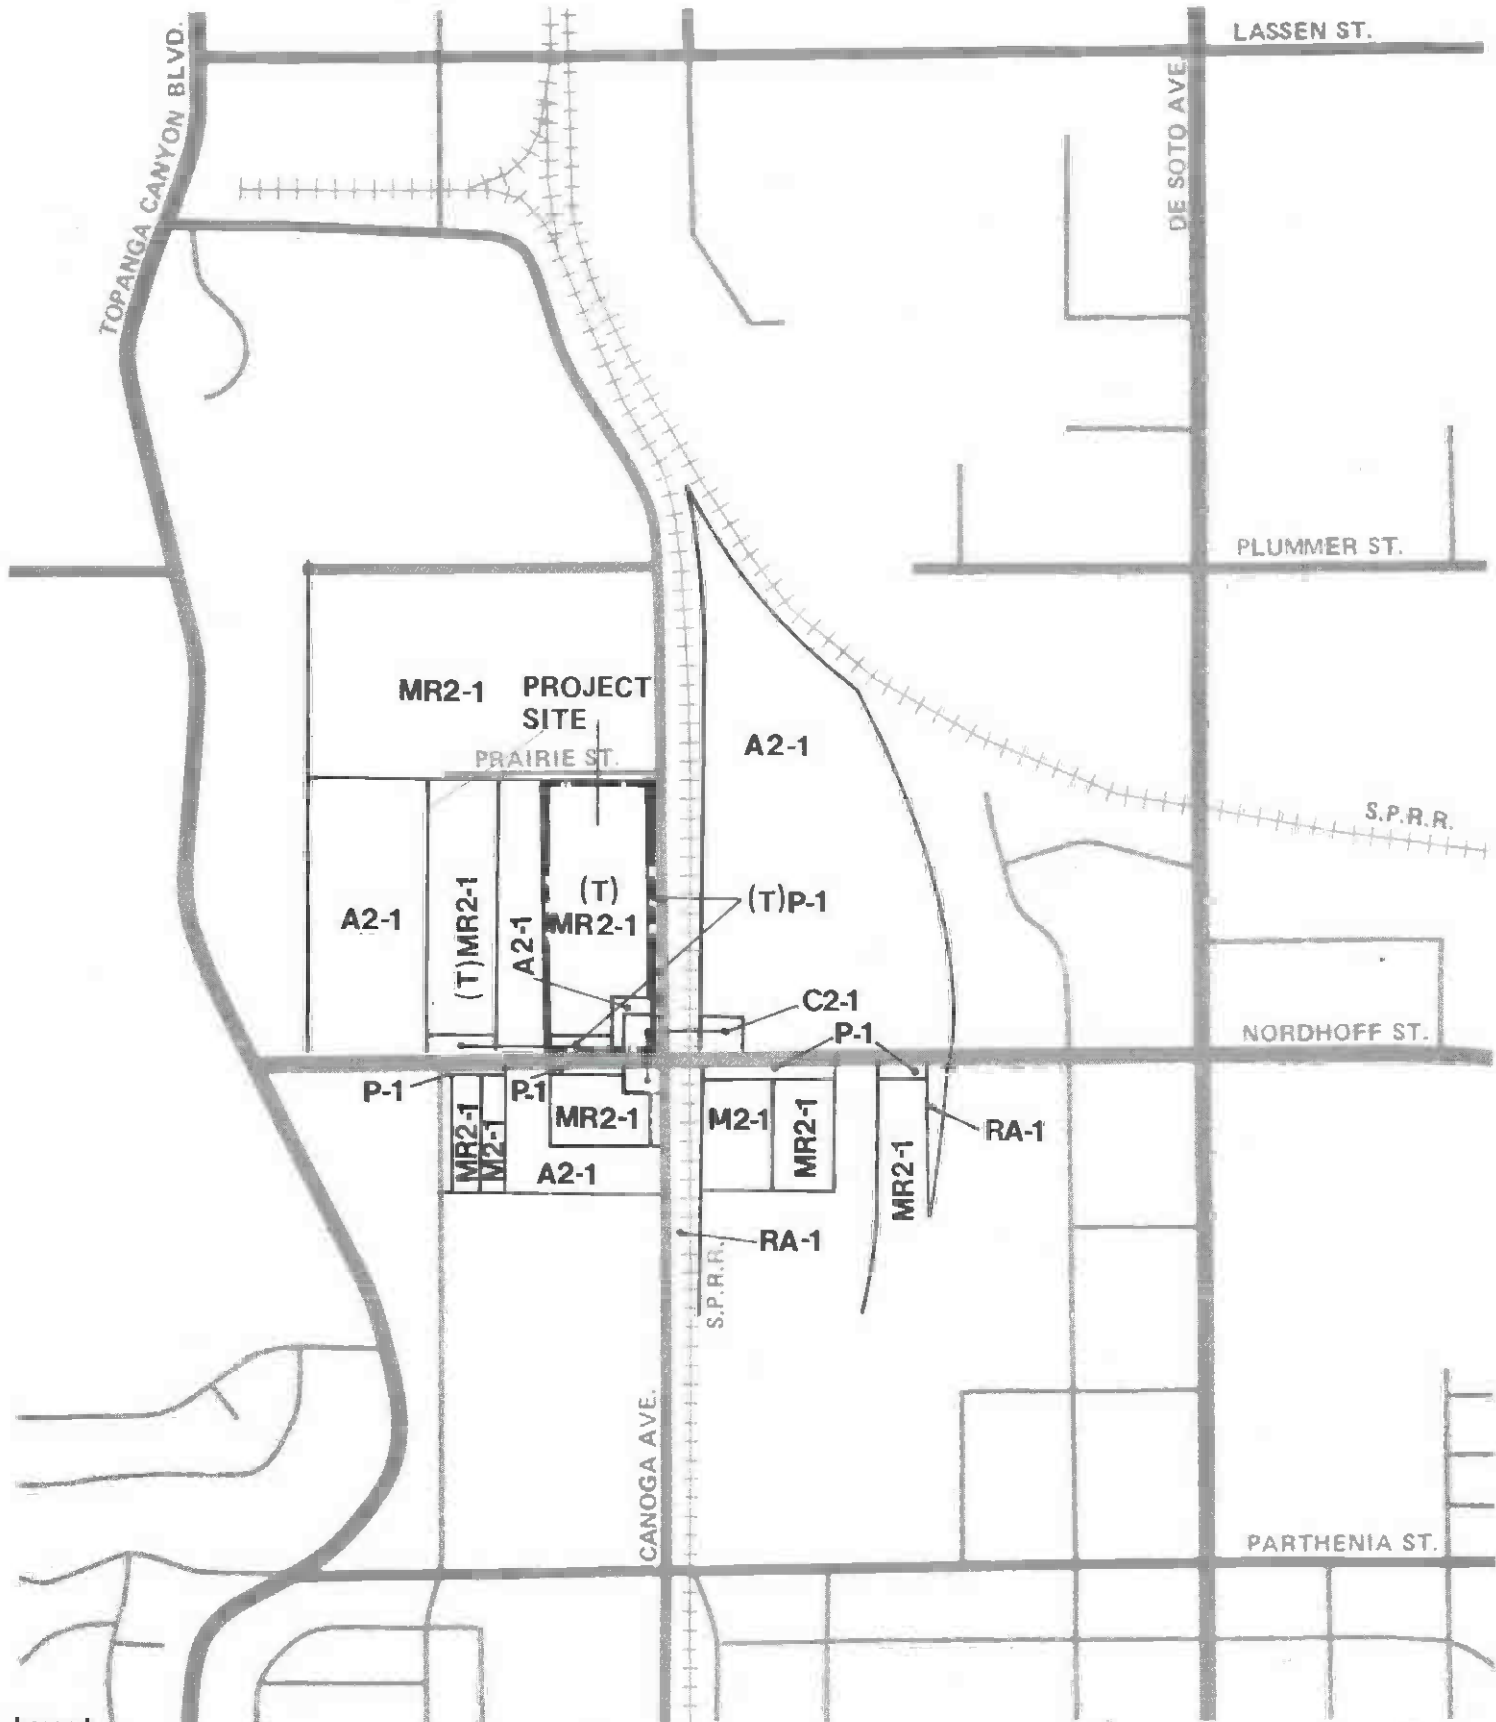 LASSEN ST.
TOPANGA CANYON BLVD.
DE SOTO AVE.
PLUMMER ST.
MR2-1
PROJECT
SITE
PRAIRIE ST.
A2-1
S.P.R.R.
A2-1
(T)MR2-1
A2-1
(T)
MR2-1
(T)P-1
C2-1
P-1
NORDHOFF ST.
P-1
P-1
MR2-1
M2-1
MR2-1
A2-1
M2-1
MR2-1
MR2-1
RA-1
RA-1
S.P.R.R.
CANOGA AVE.
PARTHENIA ST.